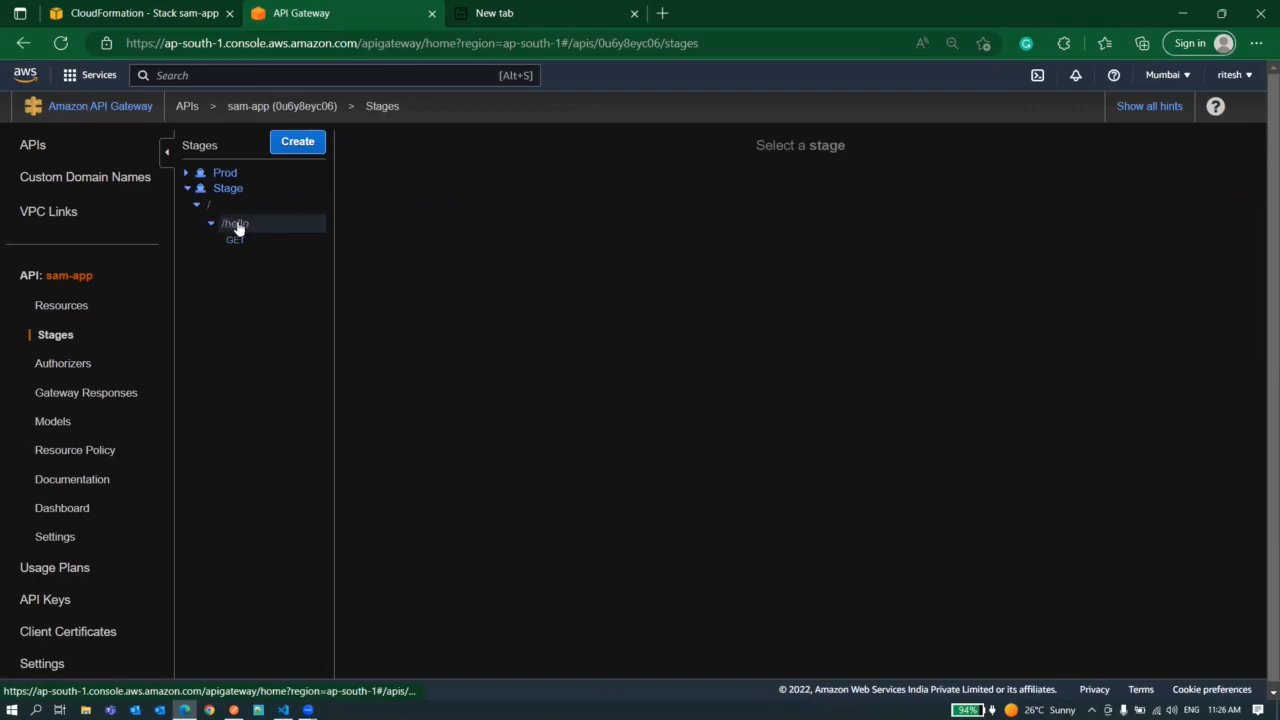 CloudFormation - Stack sam-app
API Gateway
New tab
https://ap-south-1.console.aws.amazon.com/apigateway/home?region=ap-south-1#/apis/0u6y8eyc06/stages
Sign in
aws
Services
Search
[Alt+S]
Mumbai
ritesh
Amazon API Gateway
APIs > sam-app (0u6y8eyc06) > Stages
Show all hints
?
APIs
Custom Domain Names
VPC Links
API: sam-app
Resources
Stages
Authorizers
Gateway Responses
Models
Resource Policy
Documentation
Dashboard
Settings
Usage Plans
API Keys
Client Certificates
Settings
Stages
Create
Prod
Stage
/
/hello
GET
Select a stage
https://ap-south-1.console.aws.amazon.com/apigateway/home?region=ap-south-1#/apis/...
© 2022, Amazon Web Services India Private Limited or its affiliates.
Privacy
Terms
Cookie preferences
94%
26°C Sunny
ENG
11:26 AM